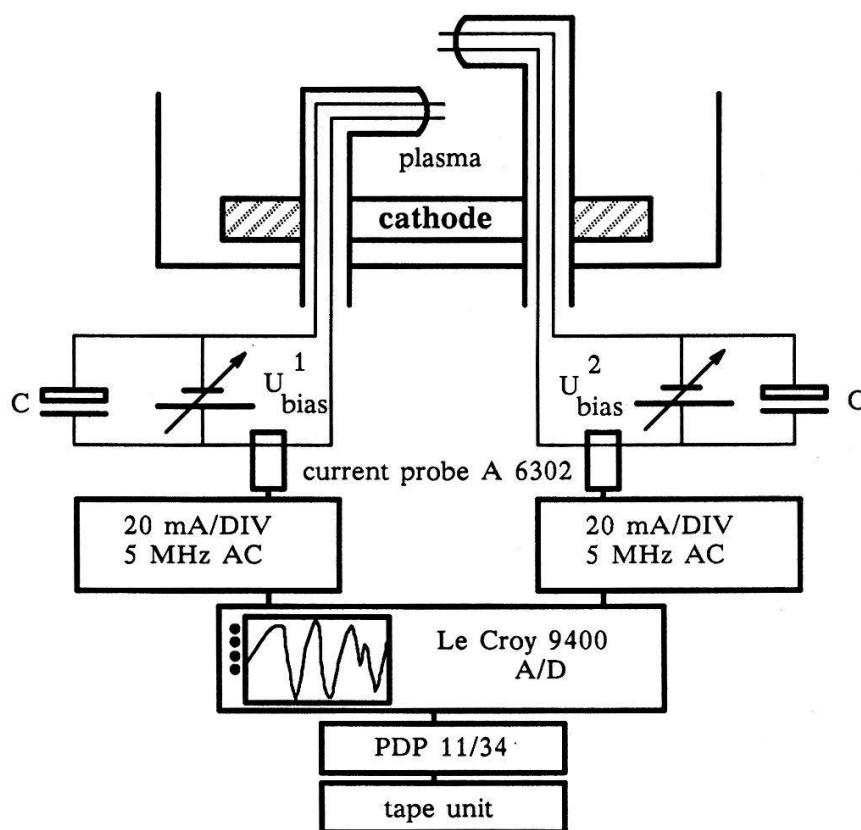 plasma
cathode
1
U
bias
2
U
bias
C
C
current probe A 6302
20 mA/DIV
5 MHz AC
20 mA/DIV
5 MHz AC
Le Croy 9400
A/D
PDP 11/34
tape unit